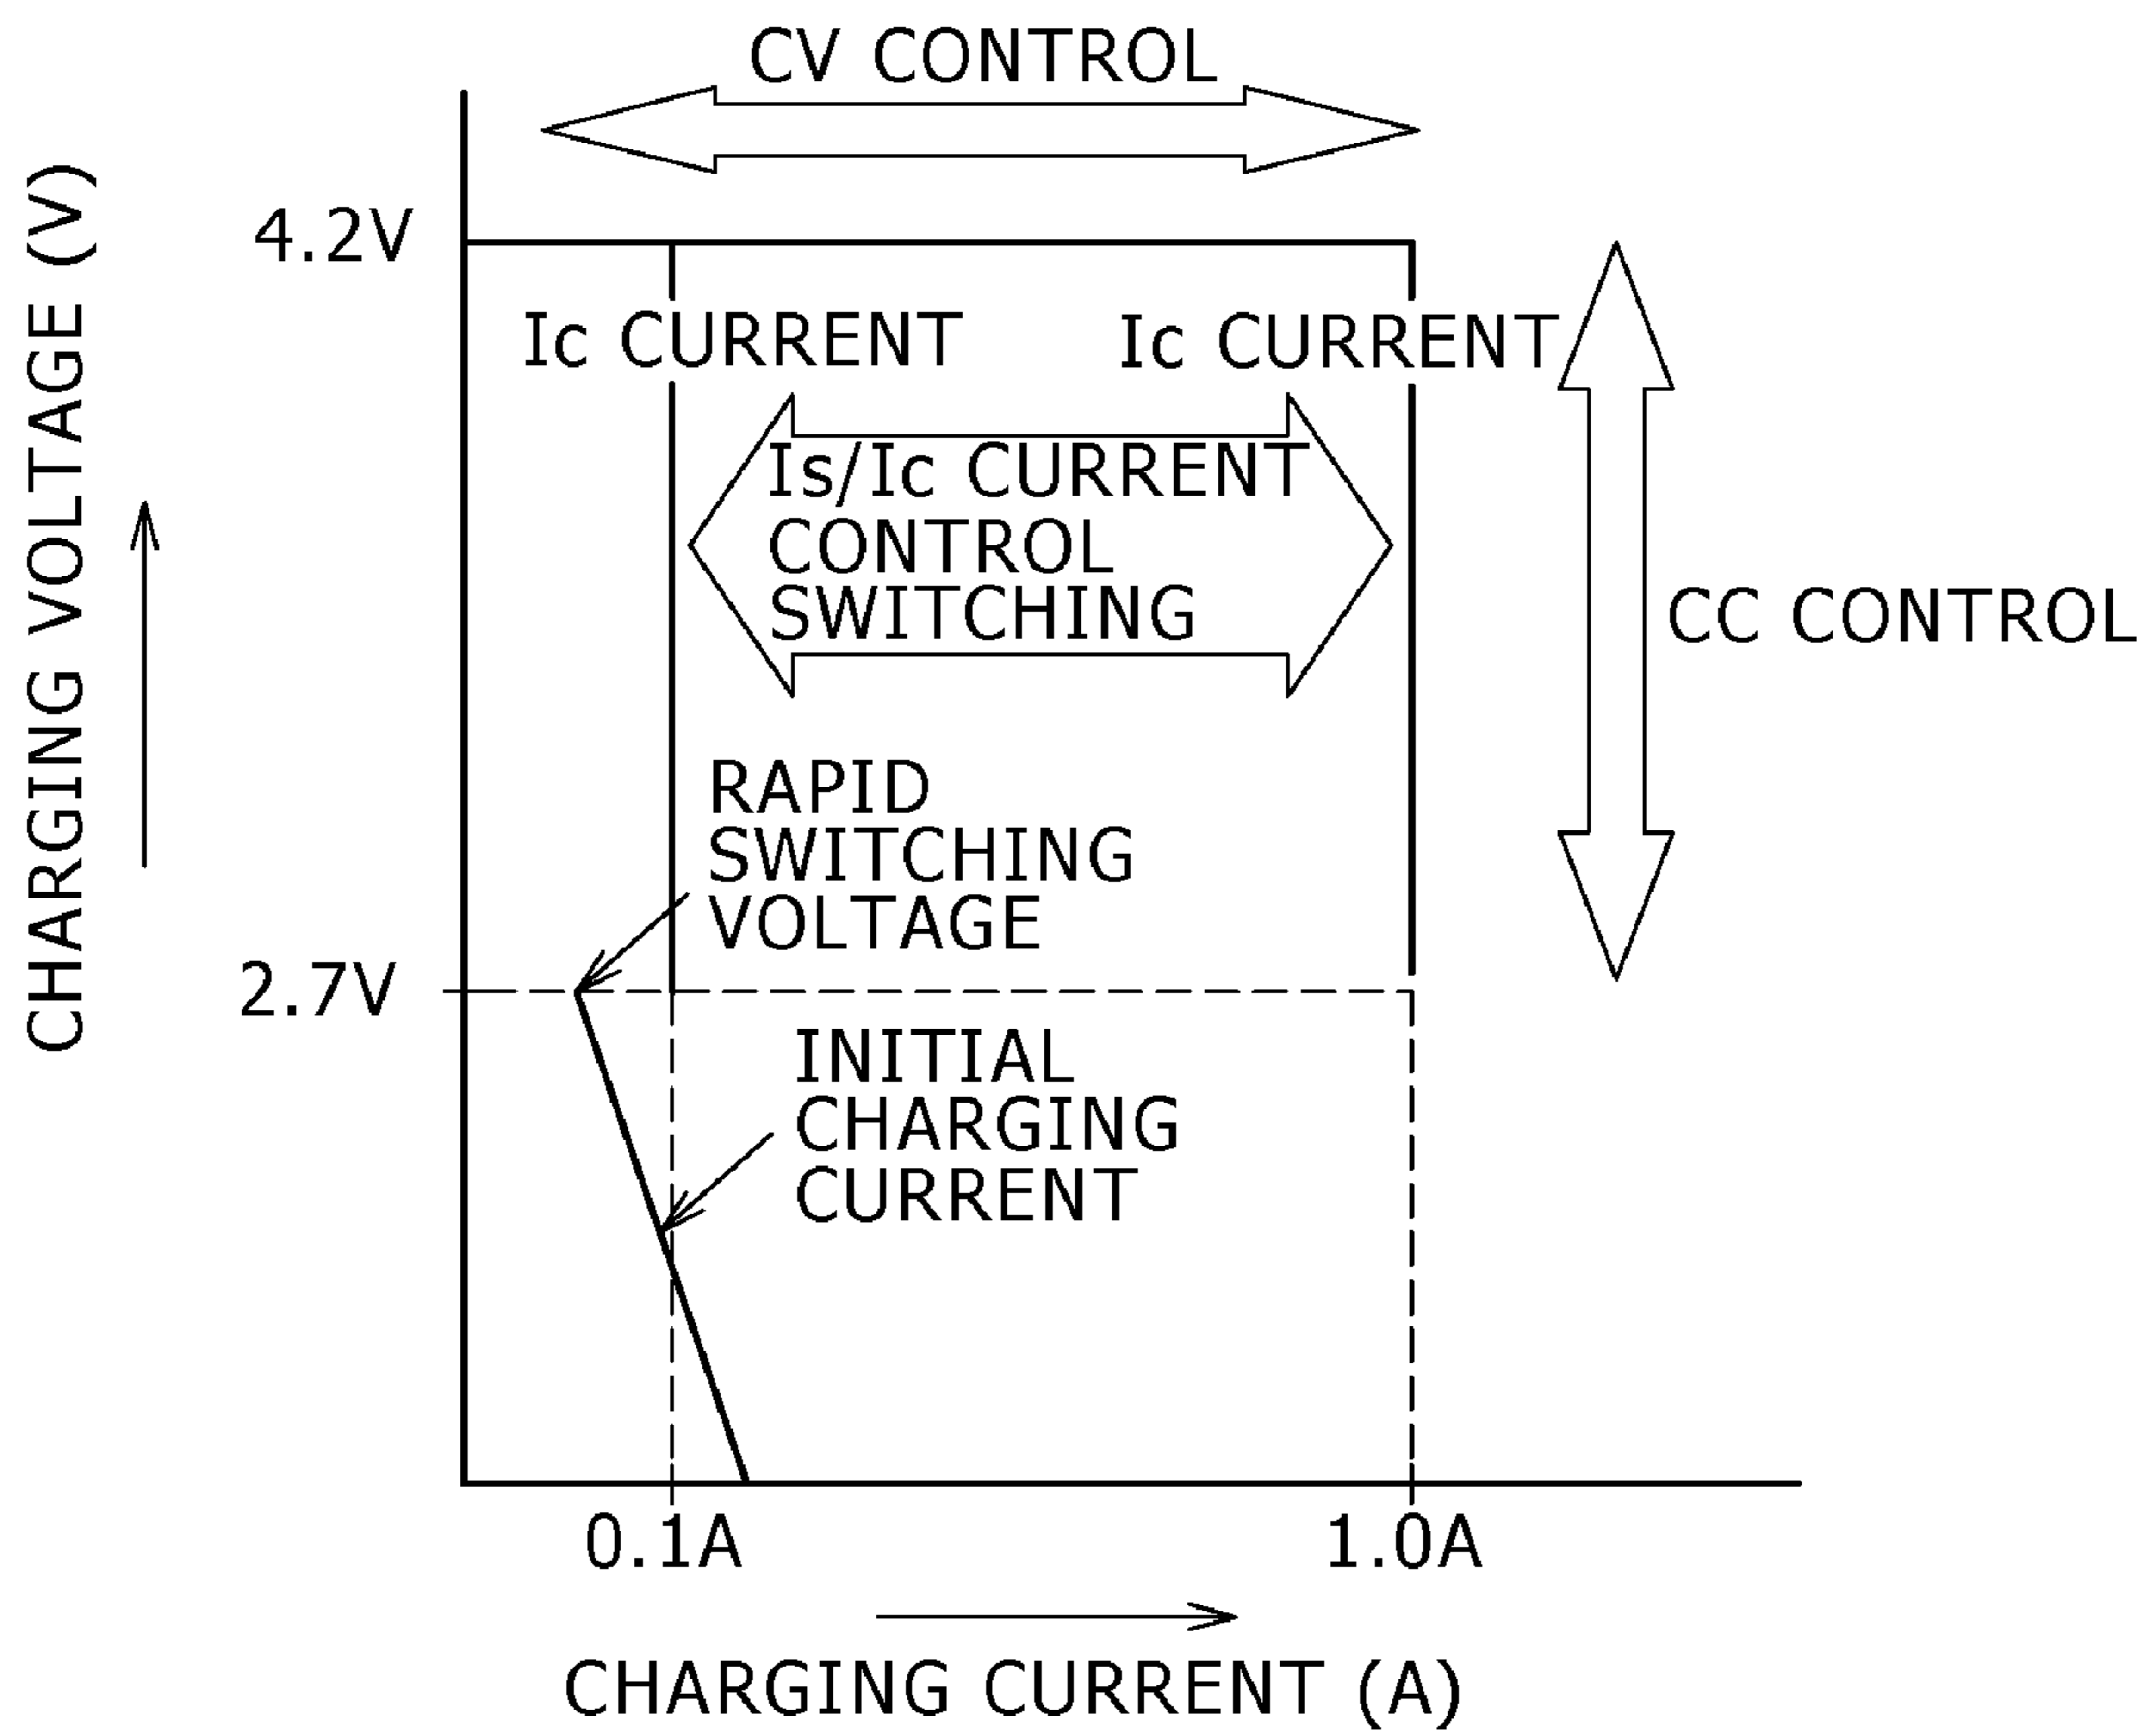 CV CONTROL
CHARGING VOLTAGE (V)
4.2V
Ic CURRENT
Ic CURRENT
Is/Ic CURRENT
CONTROL
SWITCHING
CC CONTROL
RAPID
SWITCHING
VOLTAGE
2.7V
INITIAL
CHARGING
CURRENT
0.1A
1.0A
CHARGING CURRENT (A)